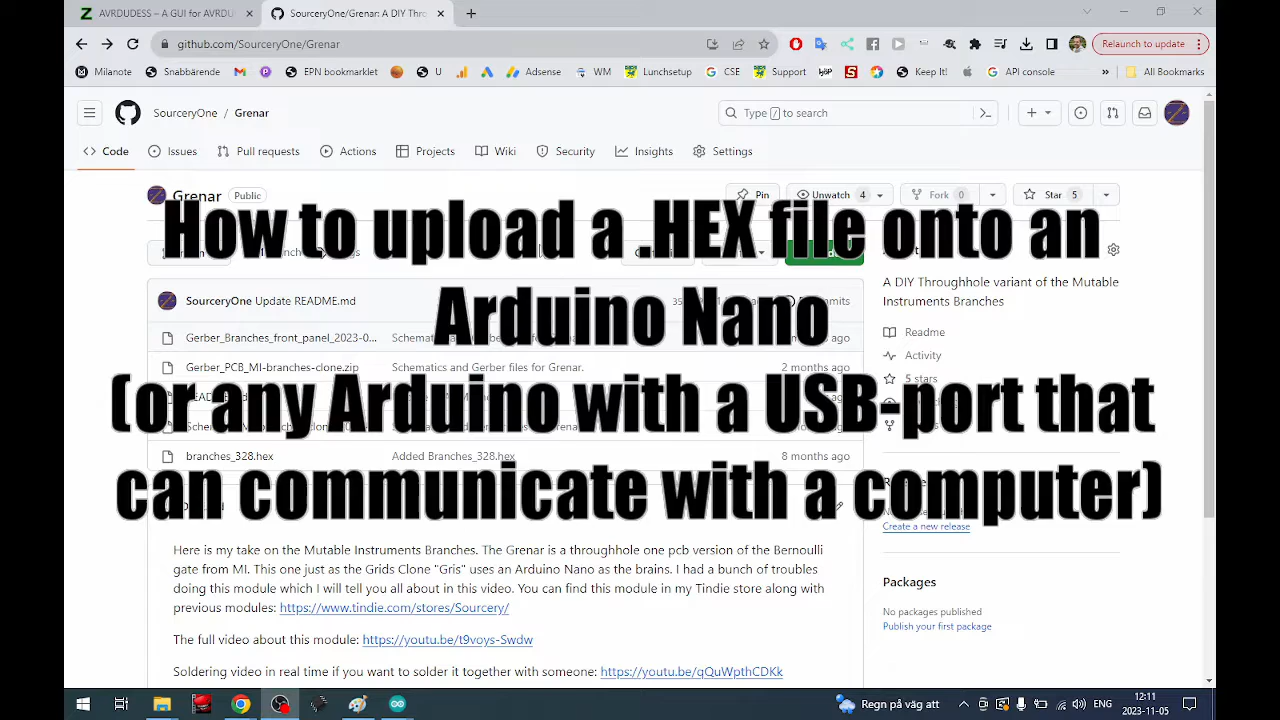 AVRDUDESS – A GUI for AVRDU
SourceryOne/Grenar: A DIY Throu
github.com/SourceryOne/Grenar
Relaunch to update
Milanote
Snabbärende
EPN bookmarklet
U
Adsense
WM
Lunchsetup
CSE
Support
Keep It!
API console
»
All Bookmarks
SourceryOne / Grenar
Type / to search
Code
Issues
Pull requests
Actions
Projects
Wiki
Security
Insights
Settings
Grenar
Public
Pin
Unwatch 4
Fork 0
Star 5
How to upload a .HEX file onto an
Arduino Nano
(or any Arduino with a USB-port that
can communicate with a computer)
A DIY Throughhole variant of the Mutable
Instruments Branches
SourceryOne Update README.md
Gerber_Branches_front_panel_2023-0...
Gerber_PCB_MI-branches-clone.zip
Schematics and Gerber files for Grenar.
2 months ago
branches_328.hex
Added Branches_328.hex
8 months ago
Readme
Activity
5 stars
Create a new release
Packages
No packages published
Publish your first package
Here is my take on the Mutable Instruments Branches. The Grenar is a throughhole one pcb version of the Bernoulli
gate from MI. This one just as the Grids Clone "Gris" uses an Arduino Nano as the brains. I had a bunch of troubles
doing this module which I will tell you all about in this video. You can find this module in my Tindie store along with
previous modules: https://www.tindie.com/stores/Sourcery/
The full video about this module: https://youtu.be/t9voys-Swdw
Soldering video in real time if you want to solder it together with someone: https://youtu.be/qQuWpthCDKk
Regn på väg att
ENG
12:11
2023-11-05